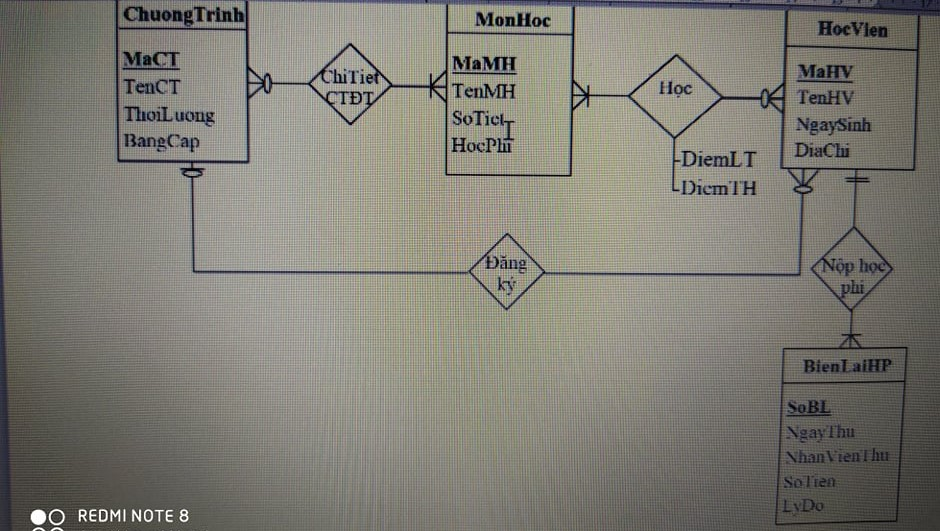 ChuongTrinh
MaCT
TenCT
ThoiLuong
BangCap
ChiTiet
CTĐT
MonHoc
MaMH
TenMH
SoTiet
HocPhi
Học
DiemLT
DiemTH
HocVien
MaHV
TenHV
NgaySinh
DiaChi
Đăng
ký
Nộp học
phí
BienLaiHP
SoBL
NgayThu
NhanVienThu
SoTien
LyDo
REDMI NOTE 8